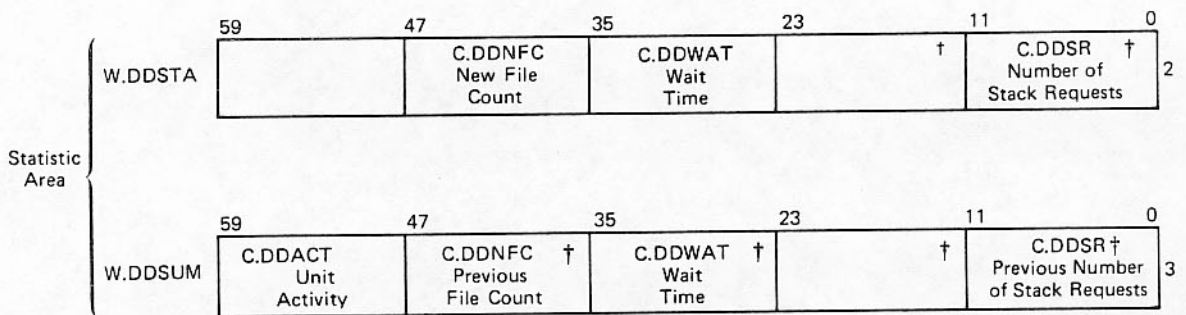 59 47 35 23 11 0
W.DDSTA
C.DDNFC
New File
Count
C.DDWAT
Wait
Time
†
C.DDSR †
Number of
Stack Requests
2
Statistic
Area
59 47 35 23 11 0
W.DDSUM
C.DDACT
Unit
Activity
C.DDNFC †
Previous
File Count
C.DDWAT †
Wait
Time
†
C.DDSR †
Previous Number
of Stack Requests
3